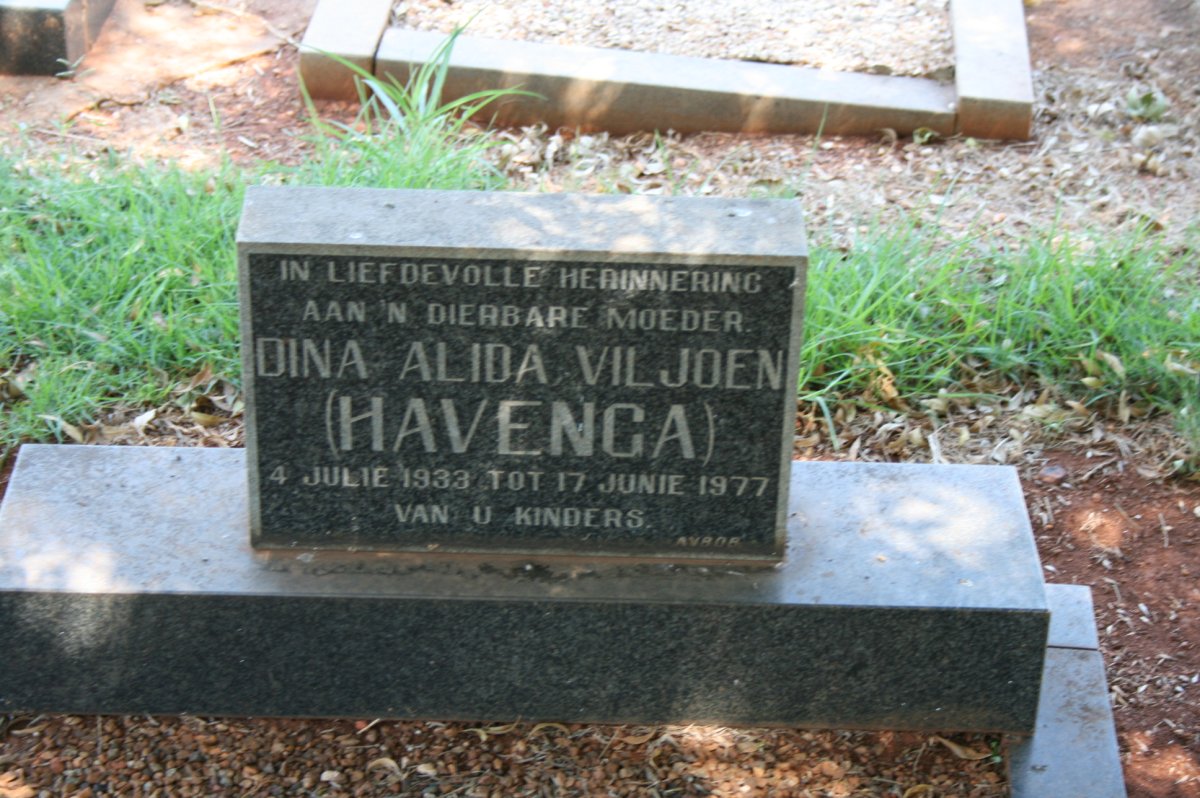 IN LIEFDEVOLLE HERINNERING
AAN 'N DIERBARE MOEDER.
DINA ALIDA VILJOEN
(HAVENGA)
4 JULIE 1933 TOT 17 JUNIE 1977
VAN U KINDERS.